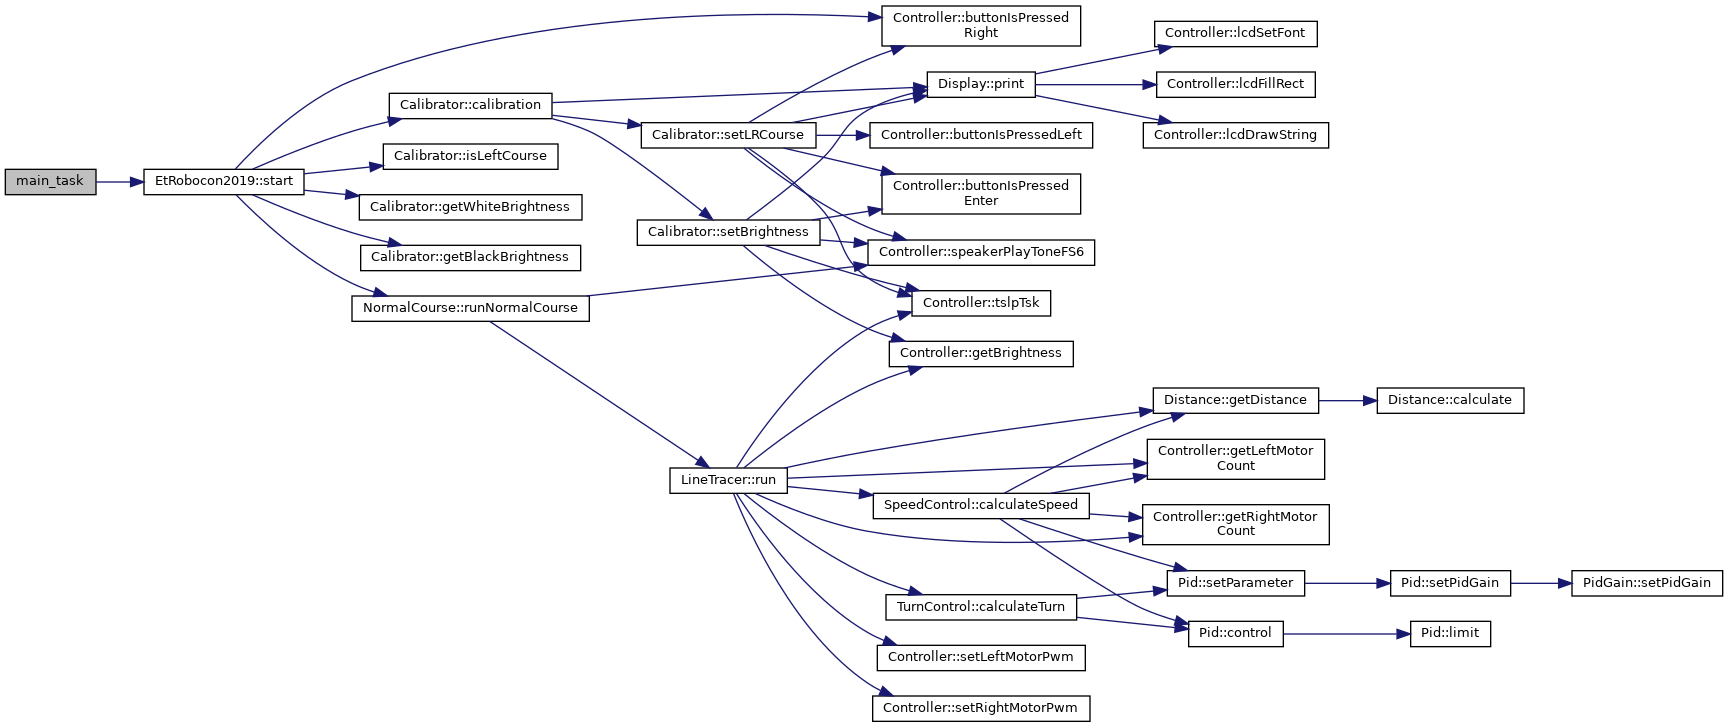 main_task
EtRobocon2019::start
Calibrator::calibration
Calibrator::isLeftCourse
Calibrator::getWhiteBrightness
Calibrator::getBlackBrightness
NormalCourse::runNormalCourse
Calibrator::setLRCourse
Calibrator::setBrightness
LineTracer::run
Controller::buttonIsPressed
Right
Display::print
Controller::buttonIsPressedLeft
Controller::buttonIsPressed
Enter
Controller::speakerPlayToneFS6
Controller::tslpTsk
Controller::getBrightness
SpeedControl::calculateSpeed
TurnControl::calculateTurn
Controller::setLeftMotorPwm
Controller::setRightMotorPwm
Controller::lcdSetFont
Controller::lcdFillRect
Controller::lcdDrawString
Distance::getDistance
Controller::getLeftMotor
Count
Controller::getRightMotor
Count
Pid::setParameter
Pid::control
Distance::calculate
Pid::setPidGain
Pid::limit
PidGain::setPidGain